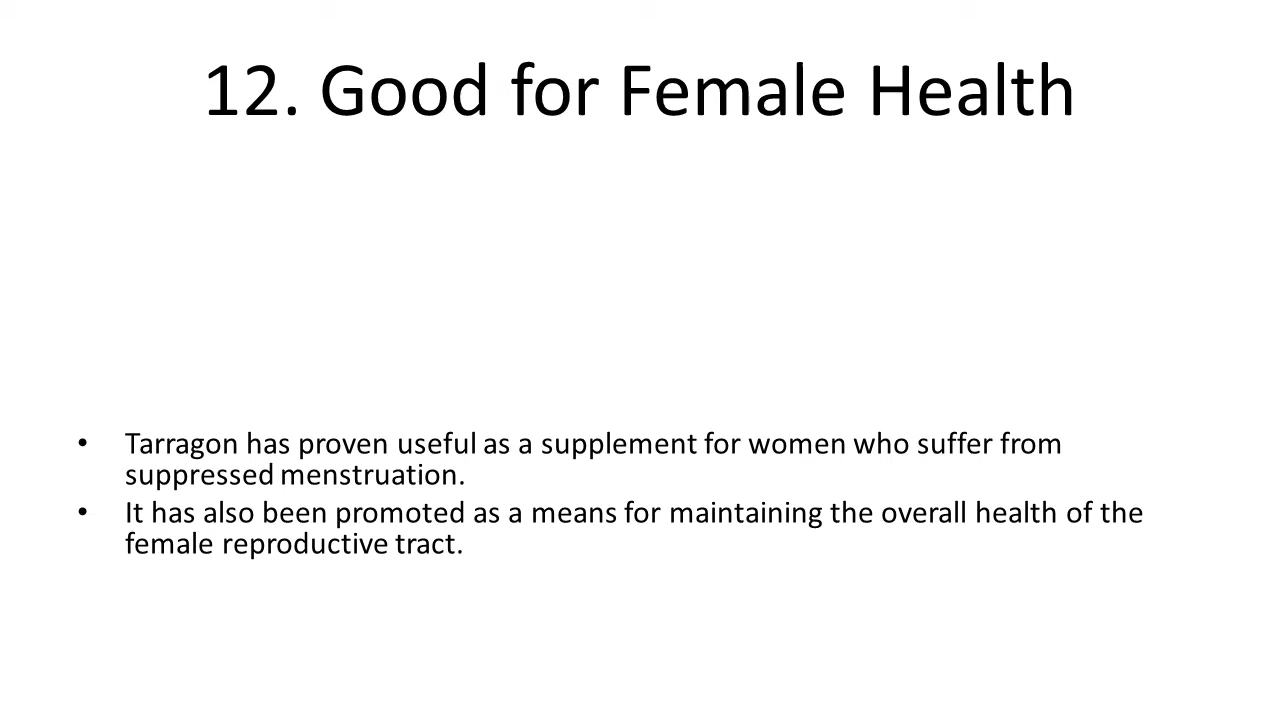 12. Good for Female Health
• Tarragon has proven useful as a supplement for women who suffer from
suppressed menstruation.
• It has also been promoted as a means for maintaining the overall health of the
female reproductive tract.